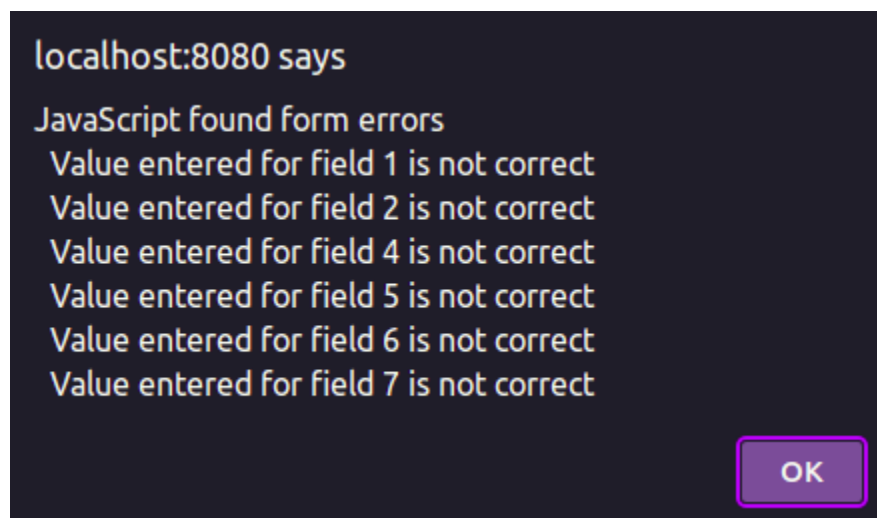 localhost:8080 says
JavaScript found form errors
Value entered for field 1 is not correct
Value entered for field 2 is not correct
Value entered for field 4 is not correct
Value entered for field 5 is not correct
Value entered for field 6 is not correct
Value entered for field 7 is not correct
OK